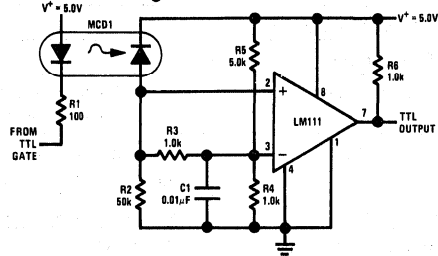 V+ = 5.0V
MCD1
V+ = 5.0V
R5
5.0k
R6
1.0k
R1
100
2
+
8
LM111
7
TTL
OUTPUT
FROM
TTL
GATE
R3
1.0k
3
−
4
1
R2
50k
C1
0.01μF
R4
1.0k